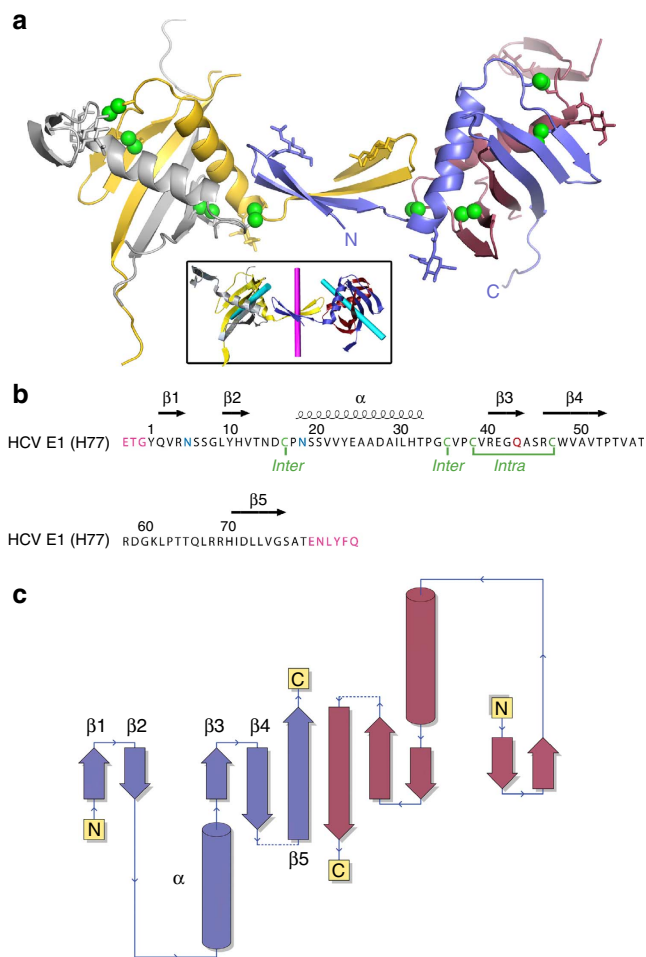 a
N
C
b
β1 β2 α β3 β4
1 10 20 30 40 50
HCV E1 (H77) ETGYQVRNSSGLYHVTNDCPNSSVVYEAADAILHTPGCVPCVREGQASRCWVAVTPTVAT
Inter Inter Intra
β5
60 70
HCV E1 (H77) RDGKLPTTQLRRHIDLLVGSATENLYFQ
c
C
β1 β2 β3 β4 N
N
β5
C
α